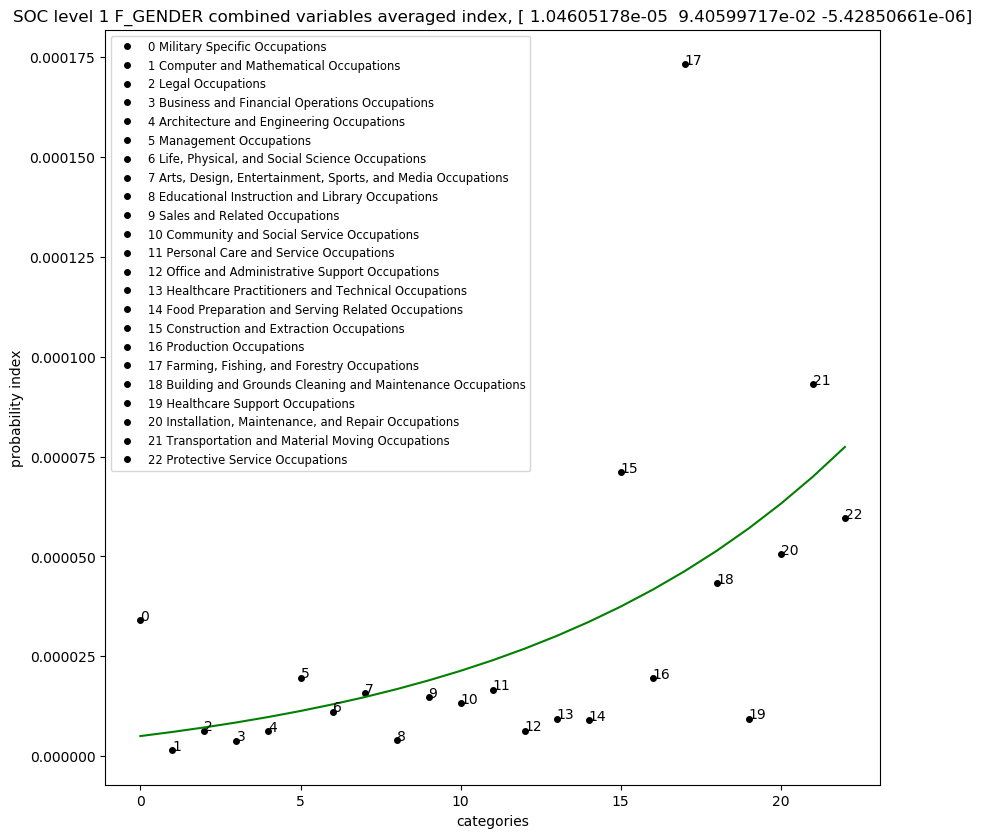 SOC level 1 F_GENDER combined variables averaged index, [ 1.04605178e-05  9.40599717e-02 -5.42850661e-06]
0 Military Specific Occupations
1 Computer and Mathematical Occupations
2 Legal Occupations
3 Business and Financial Operations Occupations
4 Architecture and Engineering Occupations
5 Management Occupations
6 Life, Physical, and Social Science Occupations
7 Arts, Design, Entertainment, Sports, and Media Occupations
8 Educational Instruction and Library Occupations
9 Sales and Related Occupations
10 Community and Social Service Occupations
11 Personal Care and Service Occupations
12 Office and Administrative Support Occupations
13 Healthcare Practitioners and Technical Occupations
14 Food Preparation and Serving Related Occupations
15 Construction and Extraction Occupations
16 Production Occupations
17 Farming, Fishing, and Forestry Occupations
18 Building and Grounds Cleaning and Maintenance Occupations
19 Healthcare Support Occupations
20 Installation, Maintenance, and Repair Occupations
21 Transportation and Material Moving Occupations
22 Protective Service Occupations
probability index
0.000175
0.000150
0.000125
0.000100
0.000075
0.000050
0.000025
0.000000
0
1
2
3
4
5
6
7
8
9
10
11
12
13
14
15
16
17
18
19
20
21
22
0
5
10
15
20
categories